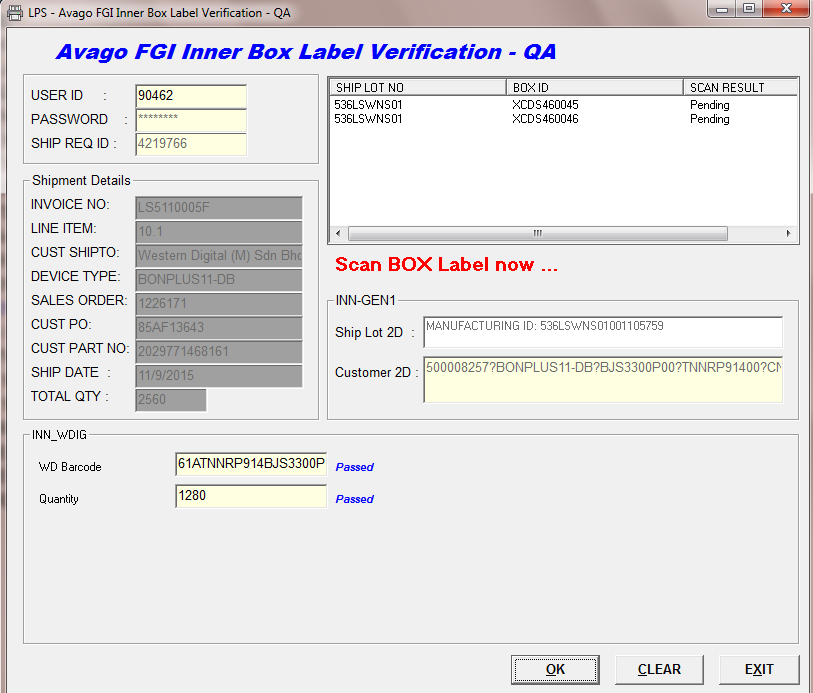 LPS - Avago FGI Inner Box Label Verification - QA
Avago FGI Inner Box Label Verification - QA
USER ID : 90462
PASSWORD : ********
SHIP REQ ID : 4219766
SHIP LOT NO BOX ID SCAN RESULT
536LSWNS01 XCDS460045 Pending
536LSWNS01 XCDS460046 Pending
Shipment Details
INVOICE NO: LS5110005F
LINE ITEM: 10.1
CUST SHIPTO: Western Digital (M) Sdn Bhd
DEVICE TYPE: BONPLUS11-DB
SALES ORDER: 1226171
CUST PO: 85AF13643
CUST PART NO: 2029771468161
SHIP DATE : 11/9/2015
TOTAL QTY : 2560
Scan BOX Label now ...
INN-GEN1
Ship Lot 2D : MANUFACTURING ID: 536LSWNS01001105759
Customer 2D : 500008257?BONPLUS11-DB?BJS3300P00?TNNRP91400?CN
INN_WDIG
WD Barcode 61ATNNRP914BJS3300P Passed
Quantity 1280 Passed
OK CLEAR EXIT